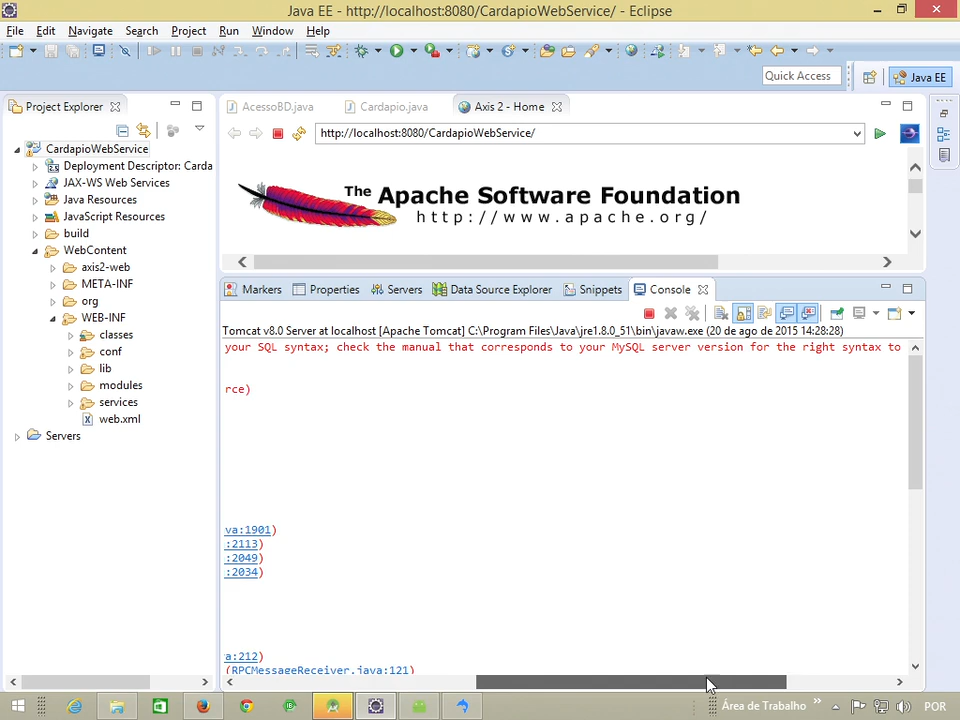 Java EE - http://localhost:8080/CardapioWebService/ - Eclipse
File Edit Navigate Search Project Run Window Help
Quick Access
Java EE
Project Explorer
AcessoBD.java
Cardapio.java
Axis 2 - Home
http://localhost:8080/CardapioWebService/
CardapioWebService
Deployment Descriptor: Carda
JAX-WS Web Services
Java Resources
JavaScript Resources
build
WebContent
axis2-web
META-INF
org
WEB-INF
classes
conf
lib
modules
services
web.xml
Servers
The Apache Software Foundation
http://www.apache.org/
Markers Properties Servers Data Source Explorer Snippets Console
Tomcat v8.0 Server at localhost [Apache Tomcat] C:\Program Files\Java\jre1.8.0_51\bin\javaw.exe (20 de ago de 2015 14:28:28)
your SQL syntax; check the manual that corresponds to your MySQL server version for the right syntax to
rce)
va:1901)
:2113)
:2049)
:2034)
a:212)
(RPCMessageReceiver.java:121)
Área de Trabalho
POR